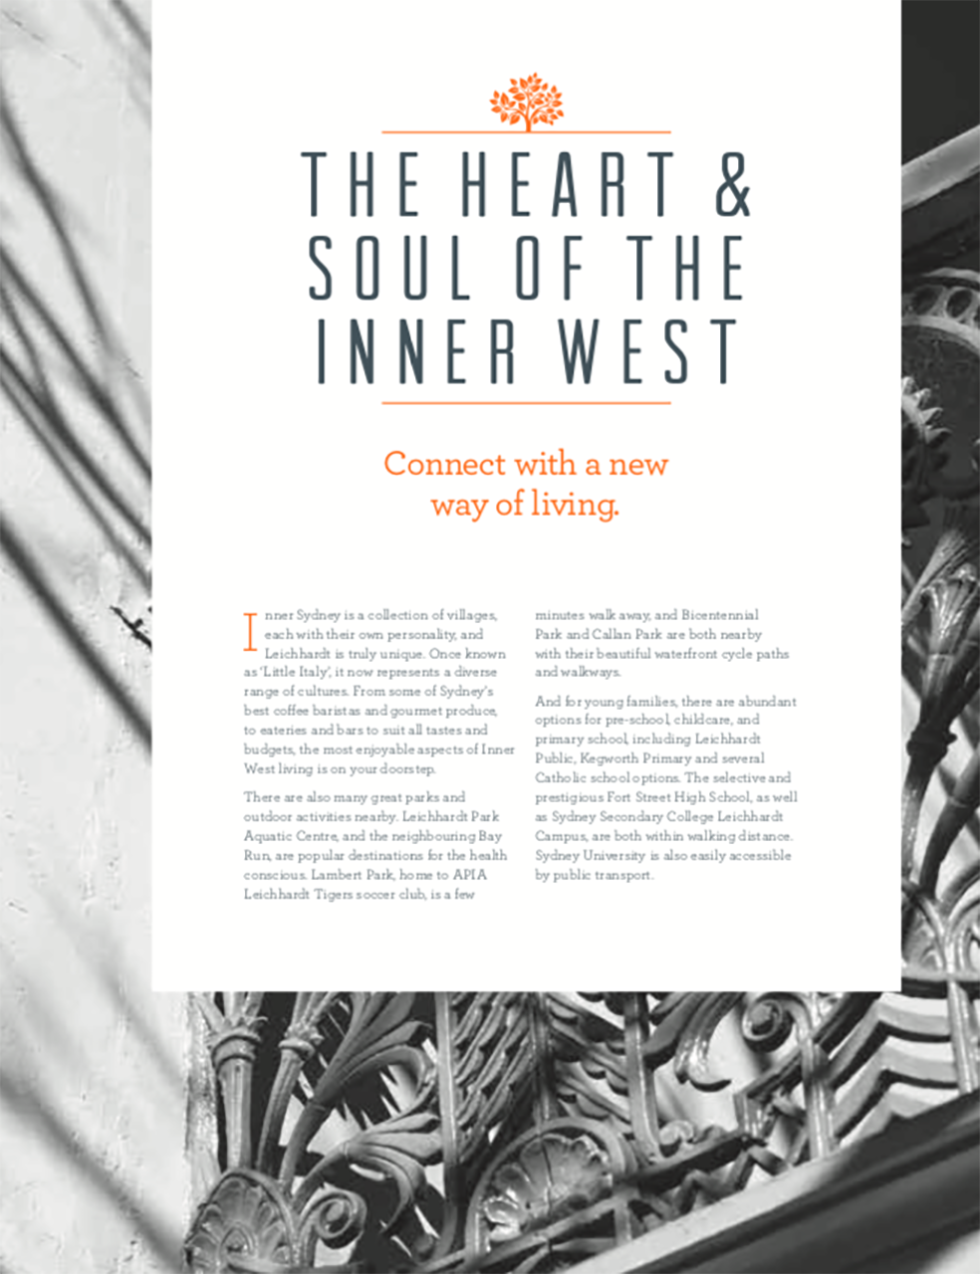 THE HEART &
SOUL OF THE
INNER WEST
Connect with a new
way of living.
Inner Sydney is a collection of villages,
each with their own personality, and
Leichhardt is truly unique. Once known
as 'Little Italy', it now represents a diverse
range of cultures. From some of Sydney's
best coffee baristas and gourmet produce,
to eateries and bars to suit all tastes and
budgets, the most enjoyable aspects of Inner
West living is on your doorstep.
There are also many great parks and
outdoor activities nearby. Leichhardt Park
Aquatic Centre, and the neighbouring Bay
Run, are popular destinations for the health
conscious. Lambert Park, home to APIA
Leichhardt Tigers soccer club, is a few
minutes walk away, and Bicentennial
Park and Callan Park are both nearby
with their beautiful waterfront cycle paths
and walkways.
And for young families, there are abundant
options for pre-school, childcare, and
primary school, including Leichhardt
Public, Kegworth Primary and several
Catholic school options. The selective and
prestigious Fort Street High School, as well
as Sydney Secondary College Leichhardt
Campus, are both within walking distance.
Sydney University is also easily accessible
by public transport.